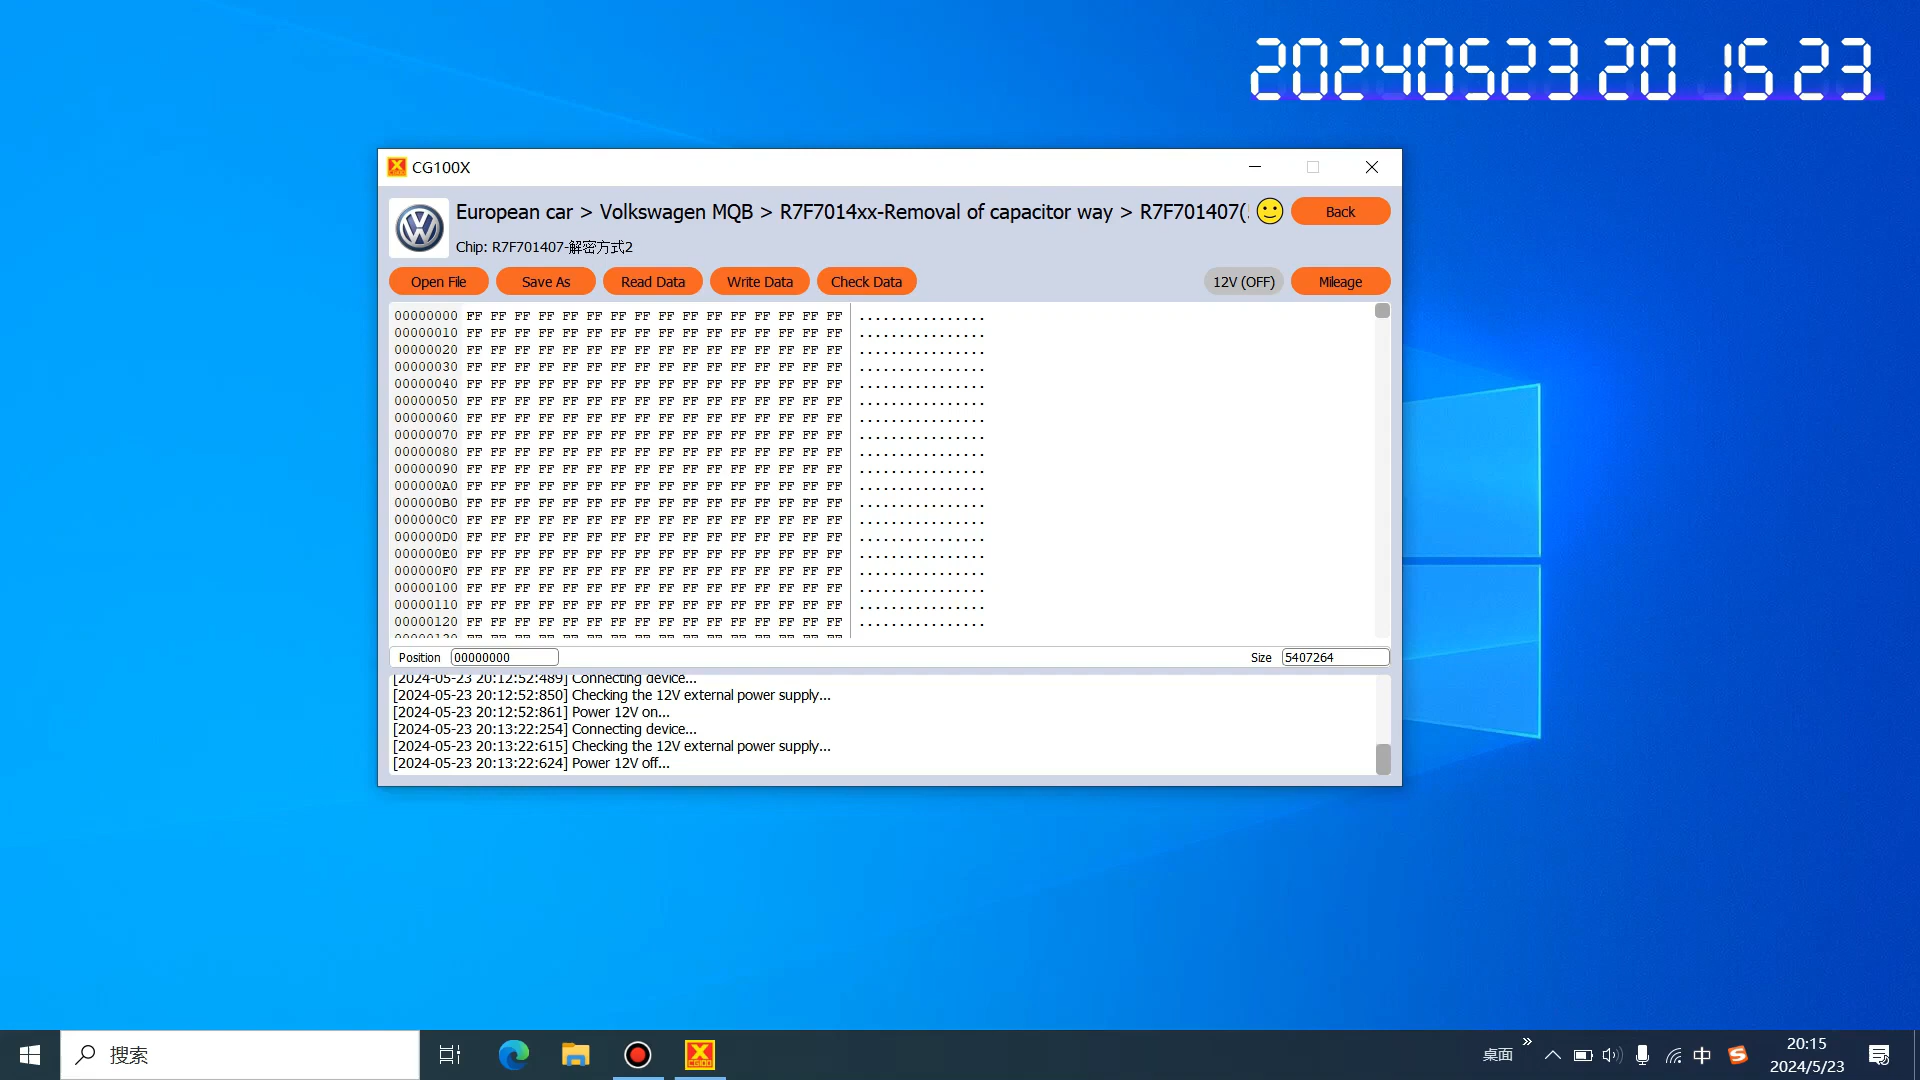 20240523 20 15 23
CG100X
European car > Volkswagen MQB > R7F7014xx-Removal of capacitor way > R7F701407(
Back
Chip: R7F701407-解密方式2
Open File Save As Read Data Write Data Check Data 12V (OFF) Mileage
00000000 FF FF FF FF FF FF FF FF FF FF FF FF FF FF FF FF ................
00000010 FF FF FF FF FF FF FF FF FF FF FF FF FF FF FF FF ................
00000020 FF FF FF FF FF FF FF FF FF FF FF FF FF FF FF FF ................
00000030 FF FF FF FF FF FF FF FF FF FF FF FF FF FF FF FF ................
00000040 FF FF FF FF FF FF FF FF FF FF FF FF FF FF FF FF ................
00000050 FF FF FF FF FF FF FF FF FF FF FF FF FF FF FF FF ................
00000060 FF FF FF FF FF FF FF FF FF FF FF FF FF FF FF FF ................
00000070 FF FF FF FF FF FF FF FF FF FF FF FF FF FF FF FF ................
00000080 FF FF FF FF FF FF FF FF FF FF FF FF FF FF FF FF ................
00000090 FF FF FF FF FF FF FF FF FF FF FF FF FF FF FF FF ................
000000A0 FF FF FF FF FF FF FF FF FF FF FF FF FF FF FF FF ................
000000B0 FF FF FF FF FF FF FF FF FF FF FF FF FF FF FF FF ................
000000C0 FF FF FF FF FF FF FF FF FF FF FF FF FF FF FF FF ................
000000D0 FF FF FF FF FF FF FF FF FF FF FF FF FF FF FF FF ................
000000E0 FF FF FF FF FF FF FF FF FF FF FF FF FF FF FF FF ................
000000F0 FF FF FF FF FF FF FF FF FF FF FF FF FF FF FF FF ................
00000100 FF FF FF FF FF FF FF FF FF FF FF FF FF FF FF FF ................
00000110 FF FF FF FF FF FF FF FF FF FF FF FF FF FF FF FF ................
00000120 FF FF FF FF FF FF FF FF FF FF FF FF FF FF FF FF ................
Position 00000000 Size 5407264
[2024-05-23 20:12:52:489] Connecting device...
[2024-05-23 20:12:52:850] Checking the 12V external power supply...
[2024-05-23 20:12:52:861] Power 12V on...
[2024-05-23 20:13:22:254] Connecting device...
[2024-05-23 20:13:22:615] Checking the 12V external power supply...
[2024-05-23 20:13:22:624] Power 12V off...
搜索
CG100
桌面
中
20:15
2024/5/23